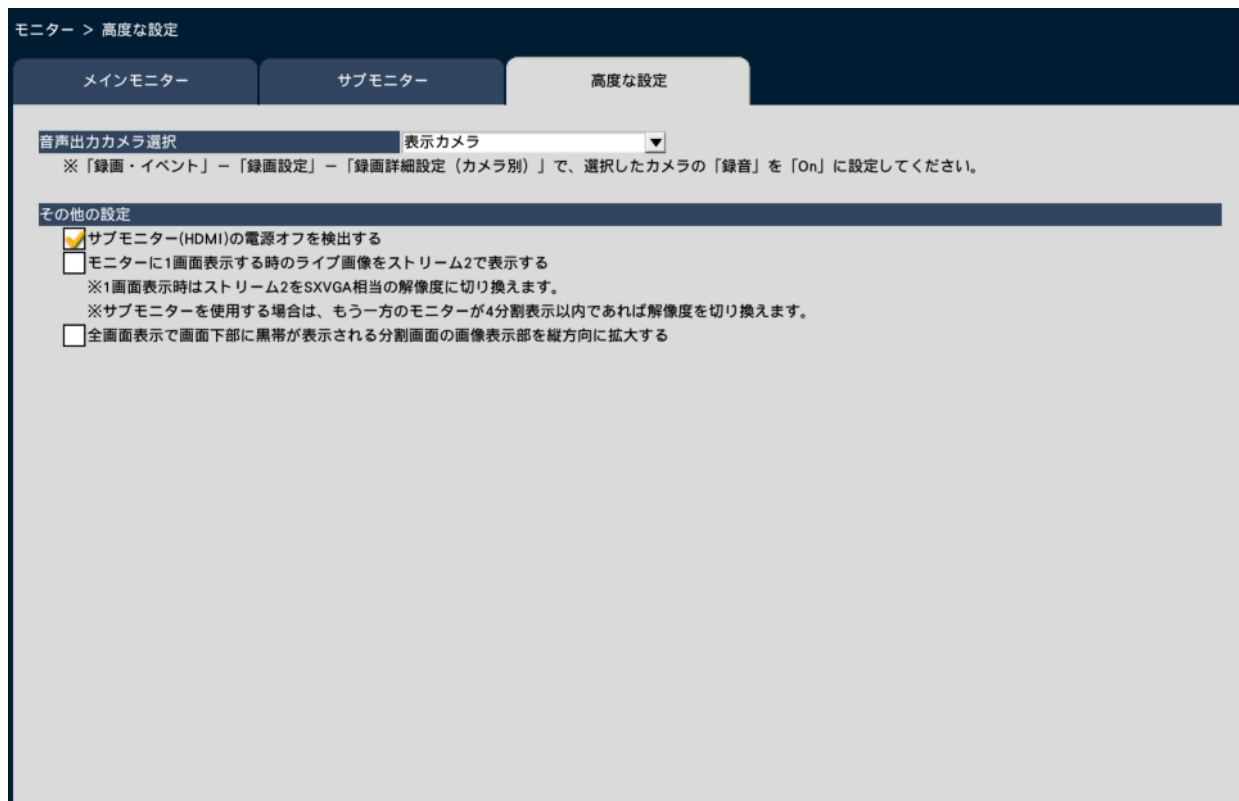 モニター > 高度な設定
メインモニター
サブモニター
高度な設定
音声出力カメラ選択
表示カメラ
※「録画・イベント」－「録画設定」－「録画詳細設定（カメラ別）」で、選択したカメラの「録音」を「On」に設定してください。
その他の設定
サブモニター(HDMI)の電源オフを検出する
モニターに1画面表示する時のライブ画像をストリーム2で表示する
※1画面表示時はストリーム2をSXVGA相当の解像度に切り換えます。
※サブモニターを使用する場合は、もう一方のモニターが4分割表示以内であれば解像度を切り換えます。
全画面表示で画面下部に黒帯が表示される分割画面の画像表示部を縦方向に拡大する